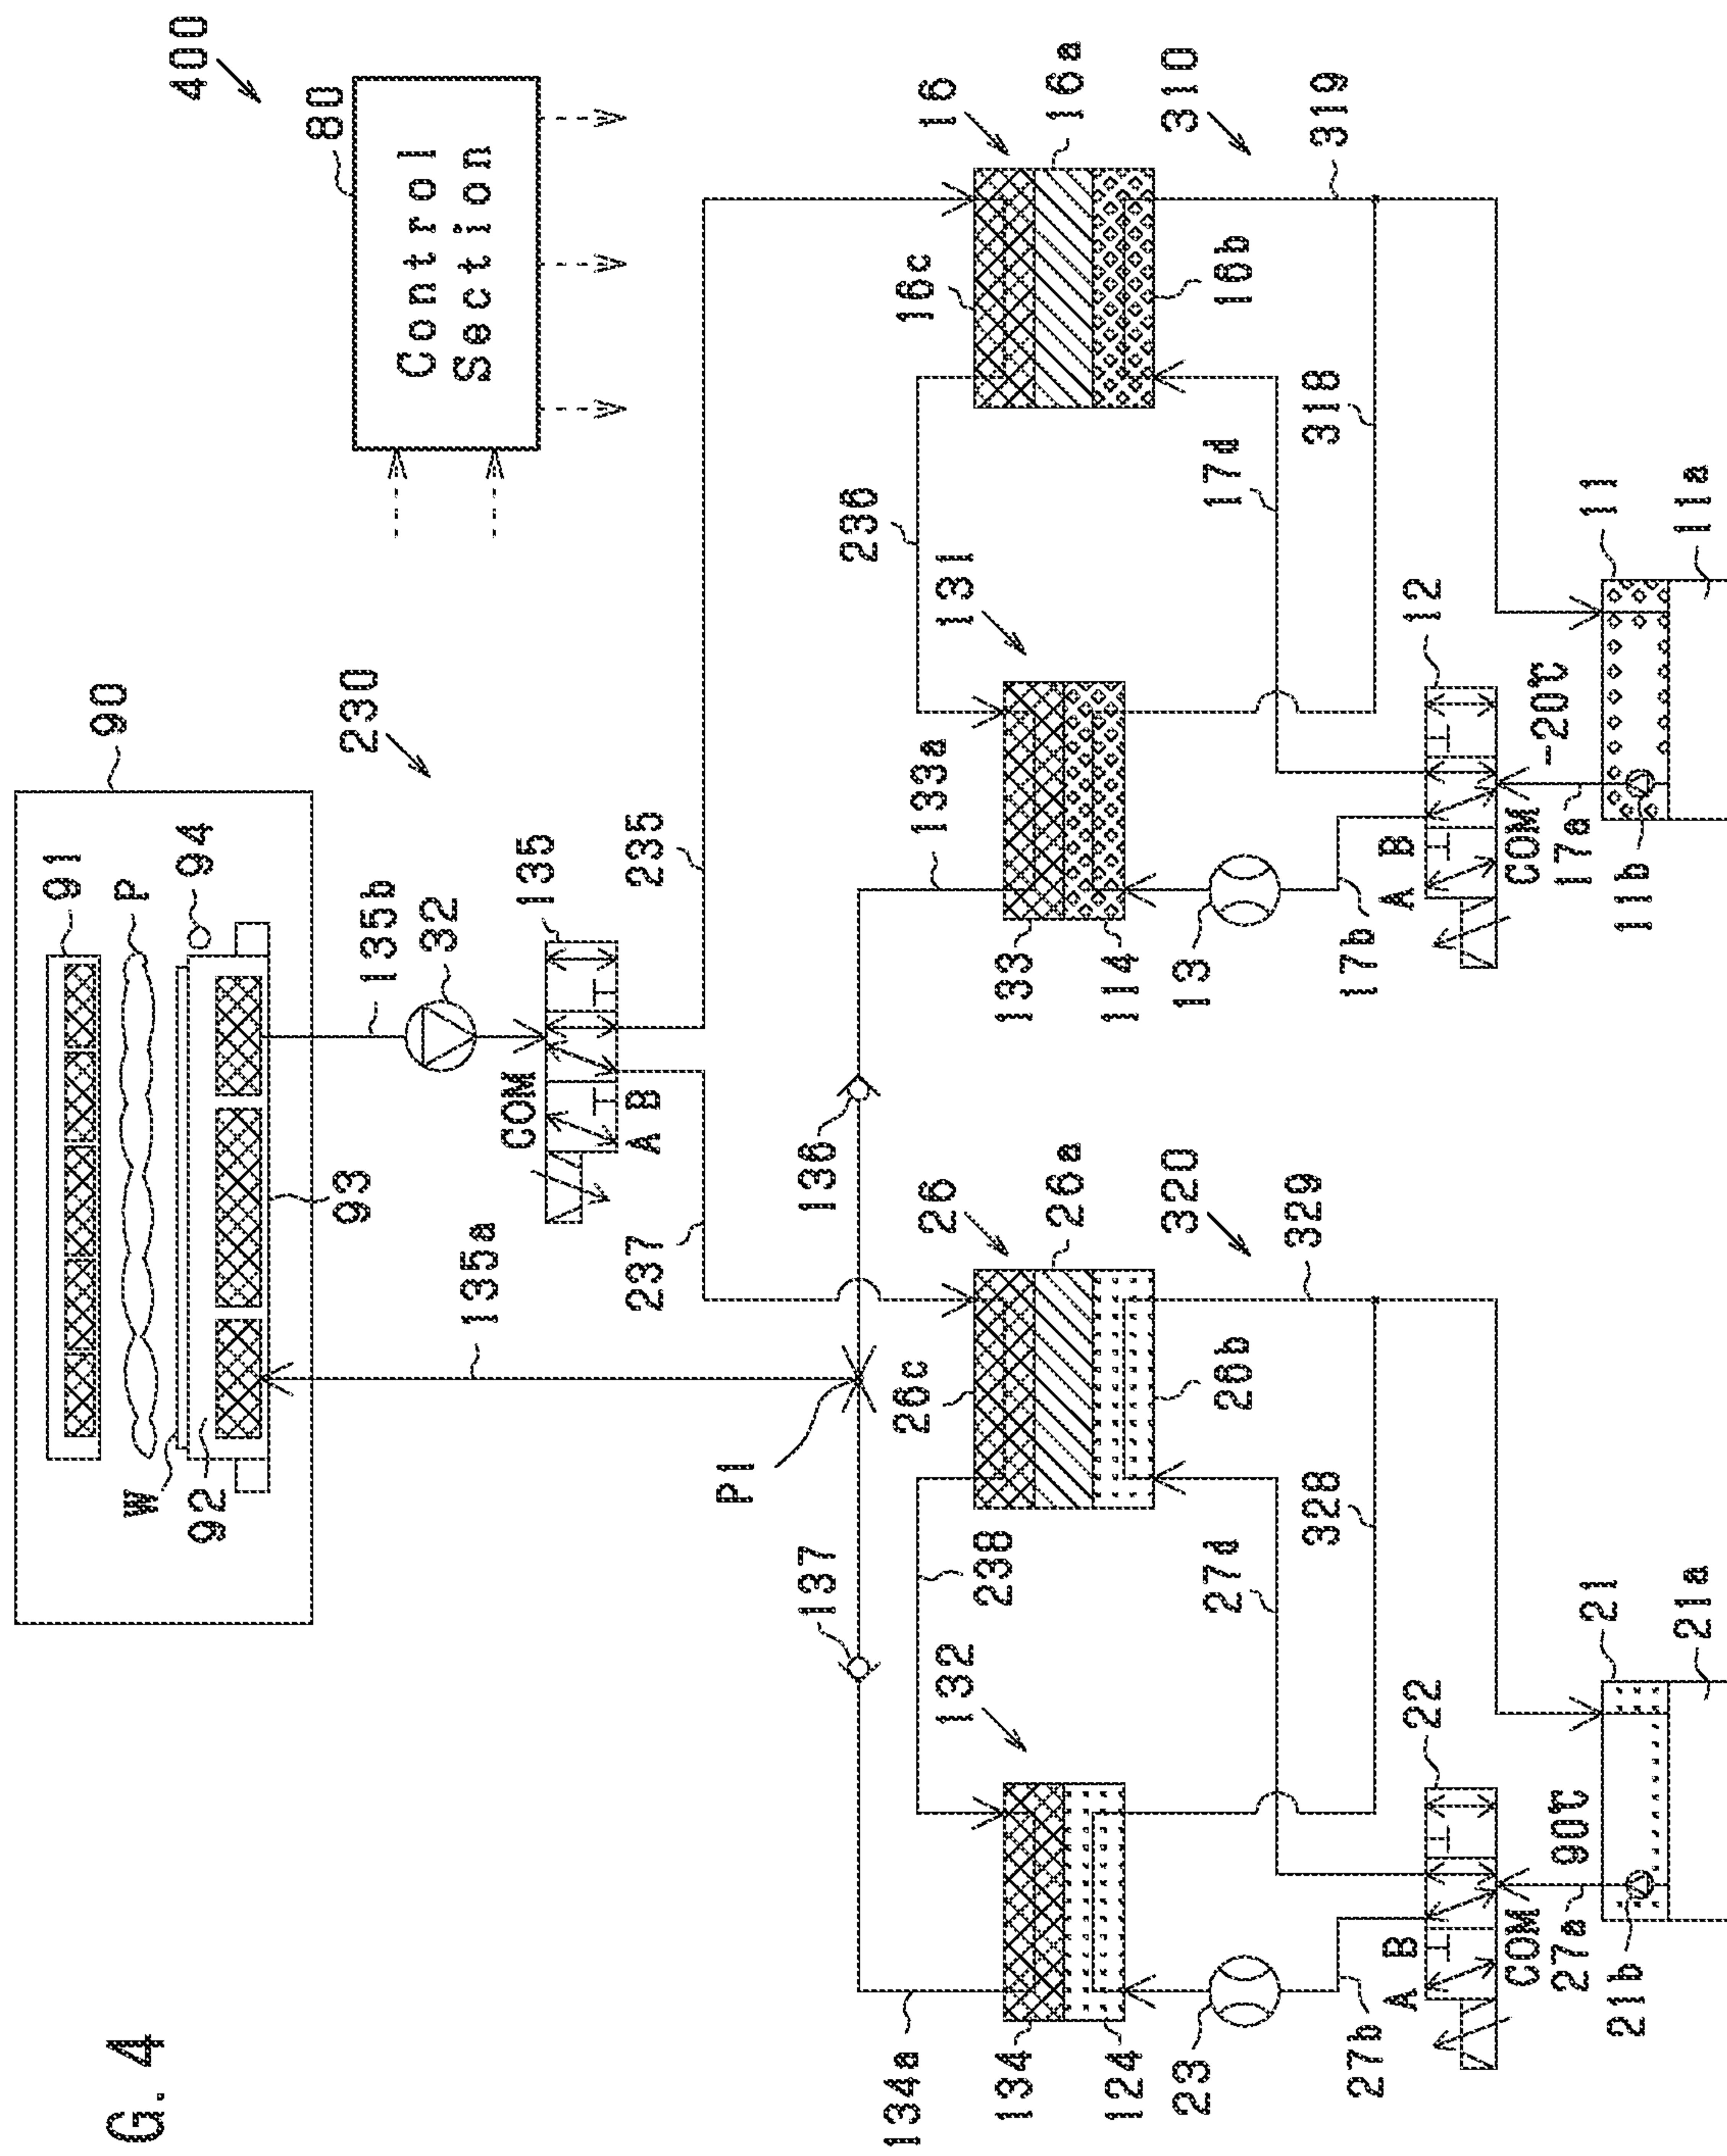 G. 4
400
80
Control
Section
90
91
P
94
W
92
93
230
135b
32
135
COM
A B
135a
237
235
P1
137
136
26
26a
26c
26b
320
329
238
27d
328
132
134a
134
124
23
27b
22
A B
COM
27a
90℃
21b
21
21a
16
16a
16c
16b
310
319
236
131
133a
133
114
13
17b
17d
318
12
A B
COM
17a
-20℃
11b
11
11a